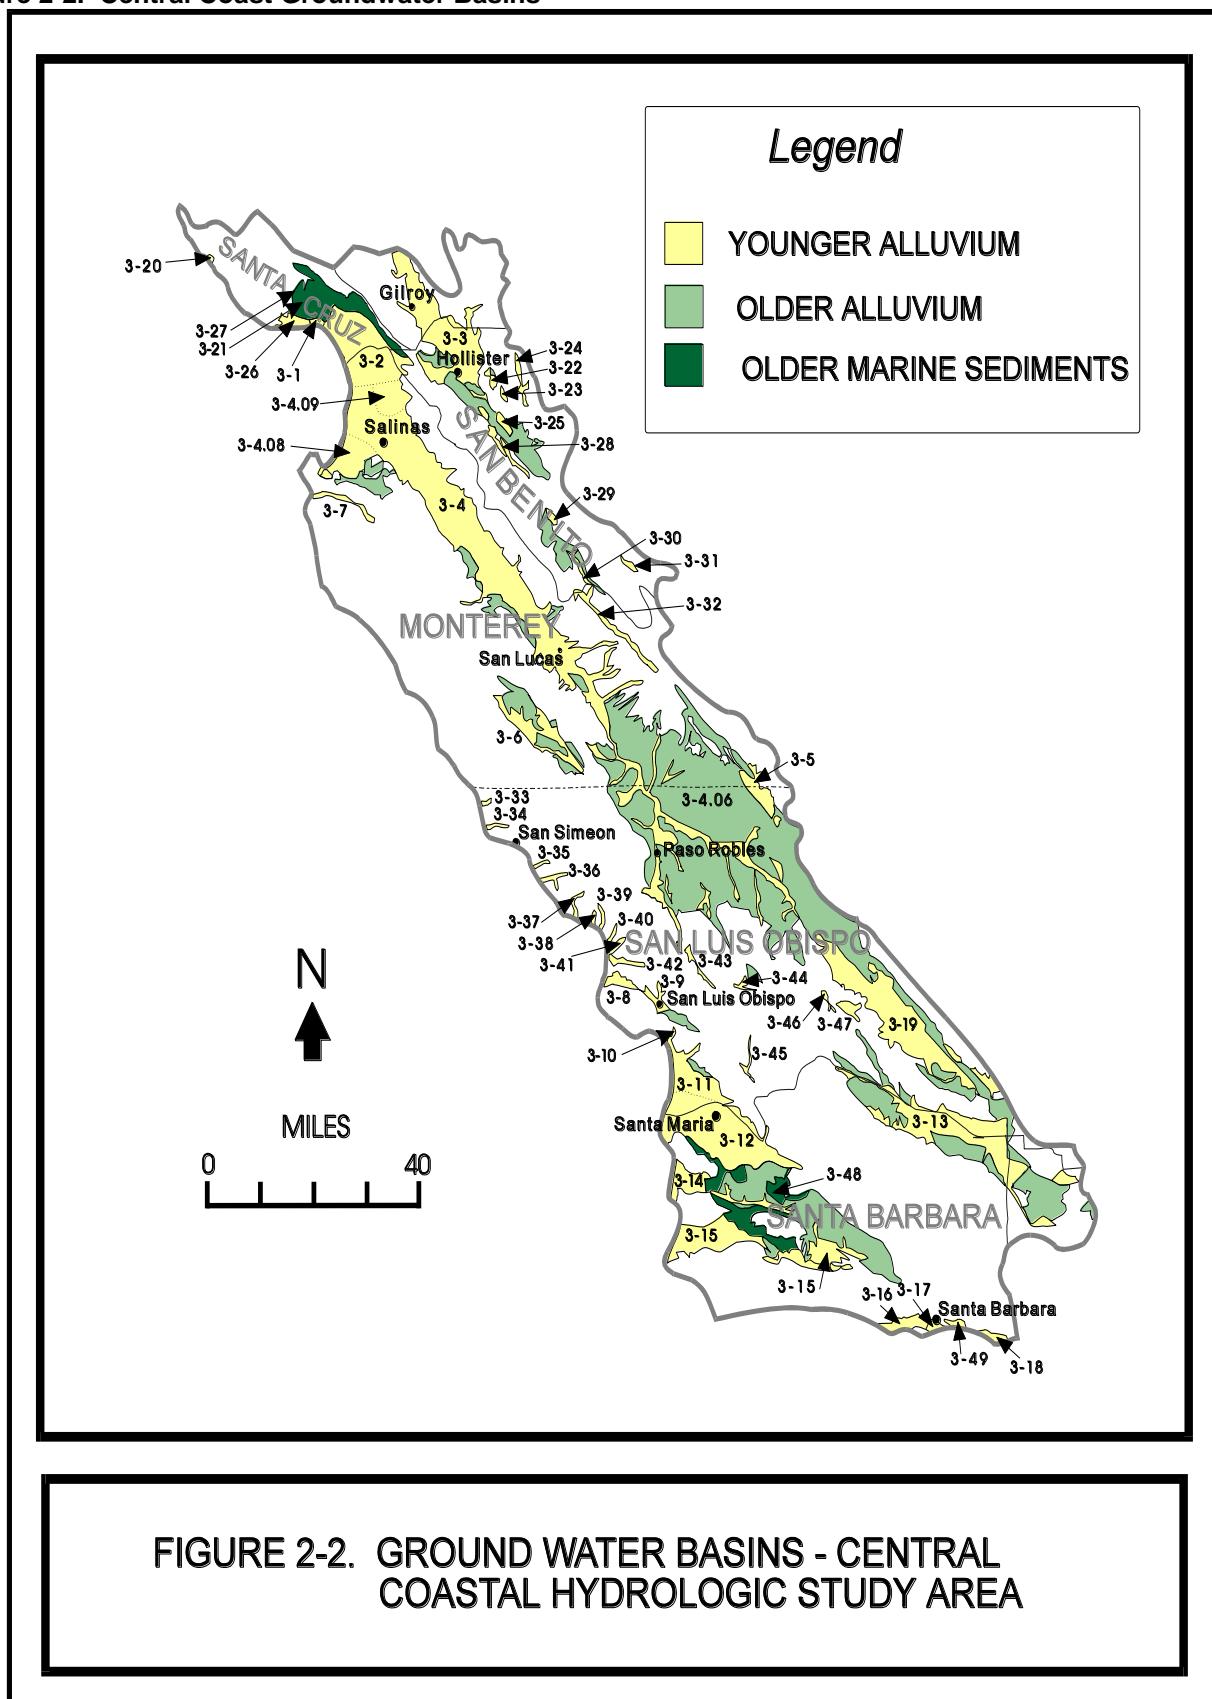 Central Coast Groundwater Basins
Legend
YOUNGER ALLUVIUM
OLDER ALLUVIUM
OLDER MARINE SEDIMENTS
SANTA CRUZ
3-20
Gilroy
3-27
3-21
3-26
3-1
3-2
3-3
Hollister
3-24
3-22
3-23
3-4.09
3-25
Salinas
3-4.08
3-28
SAN BENITO
3-7
3-4
3-29
3-30
3-31
3-32
MONTEREY
San Lucas
3-6
3-5
3-33
3-4.06
3-34
San Simeon
3-35
Paso Robles
3-36
3-39
3-37
3-40
3-38
SAN LUIS OBISPO
3-41
3-42
3-43
3-44
3-9
3-8
San Luis Obispo
3-46
3-47
3-19
3-10
3-45
3-11
Santa Maria
3-12
3-13
3-14
3-48
SANTA BARBARA
3-15
3-15
3-16
3-17
Santa Barbara
3-49
3-18
N
MILES
0
40
FIGURE 2-2. GROUND WATER BASINS - CENTRAL
COASTAL HYDROLOGIC STUDY AREA